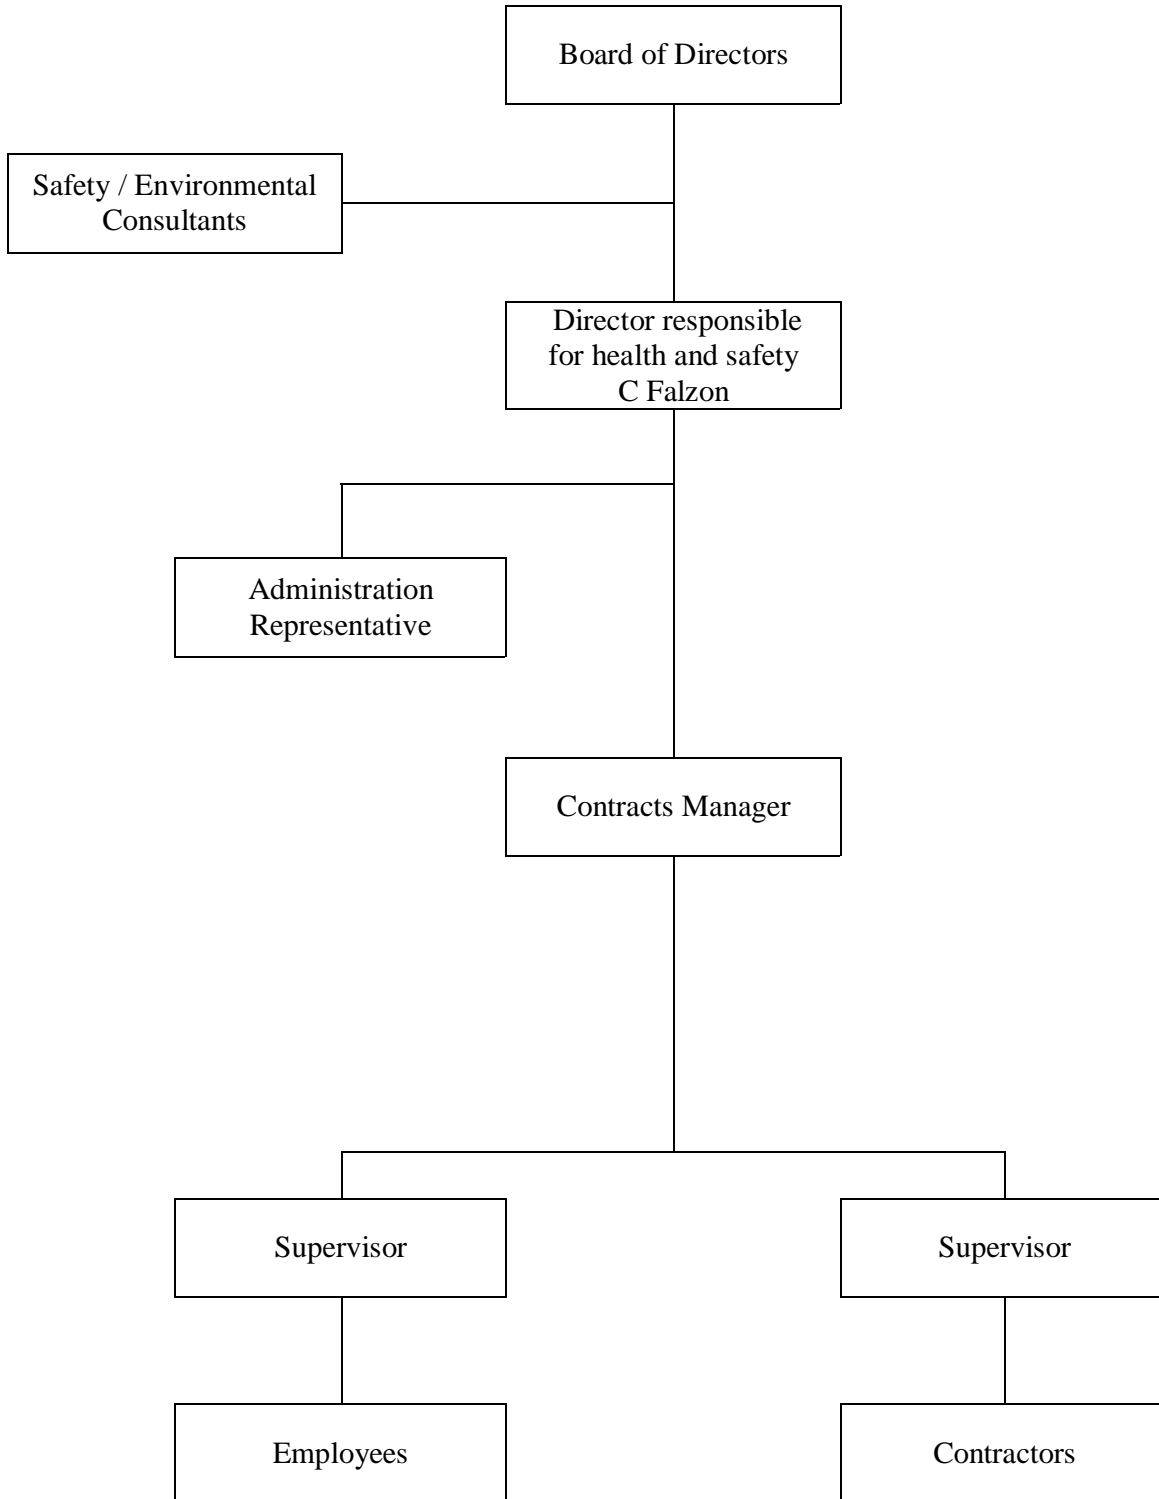 Board of Directors
Safety / Environmental
Consultants
Director responsible
for health and safety
C Falzon
Administration
Representative
Contracts Manager
Supervisor
Supervisor
Employees
Contractors